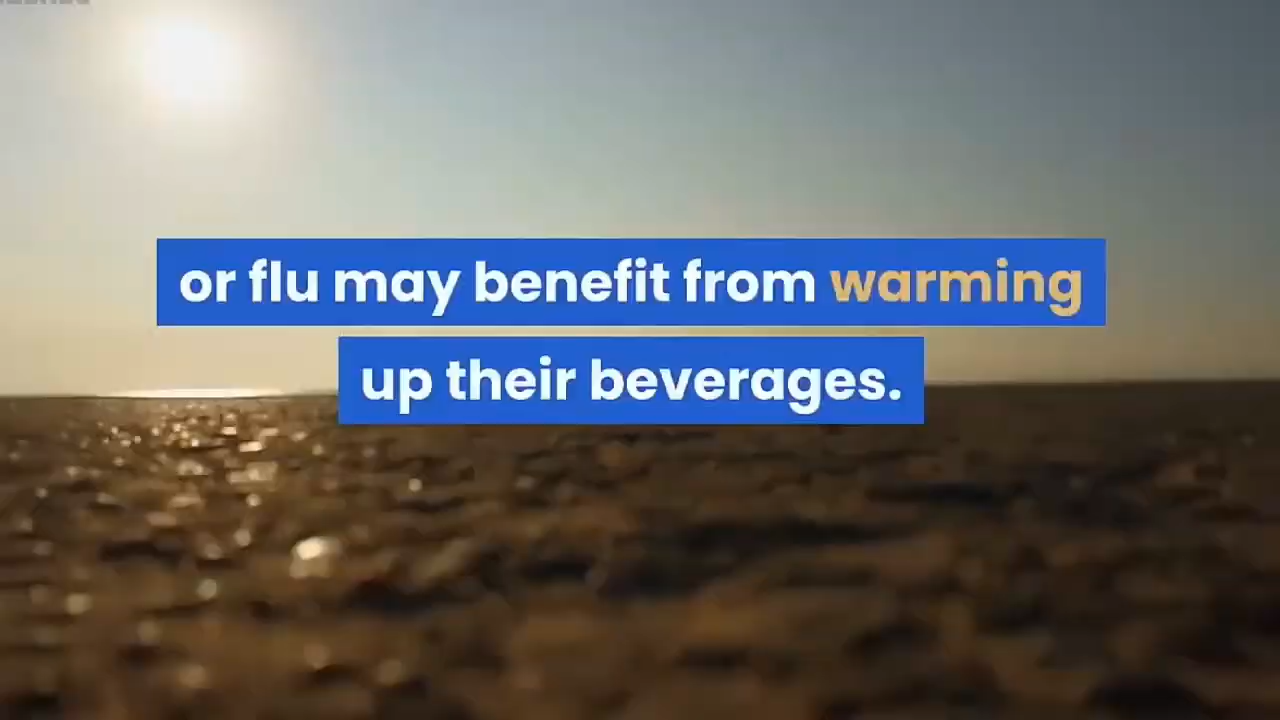 or flu may benefit from warming
up their beverages.